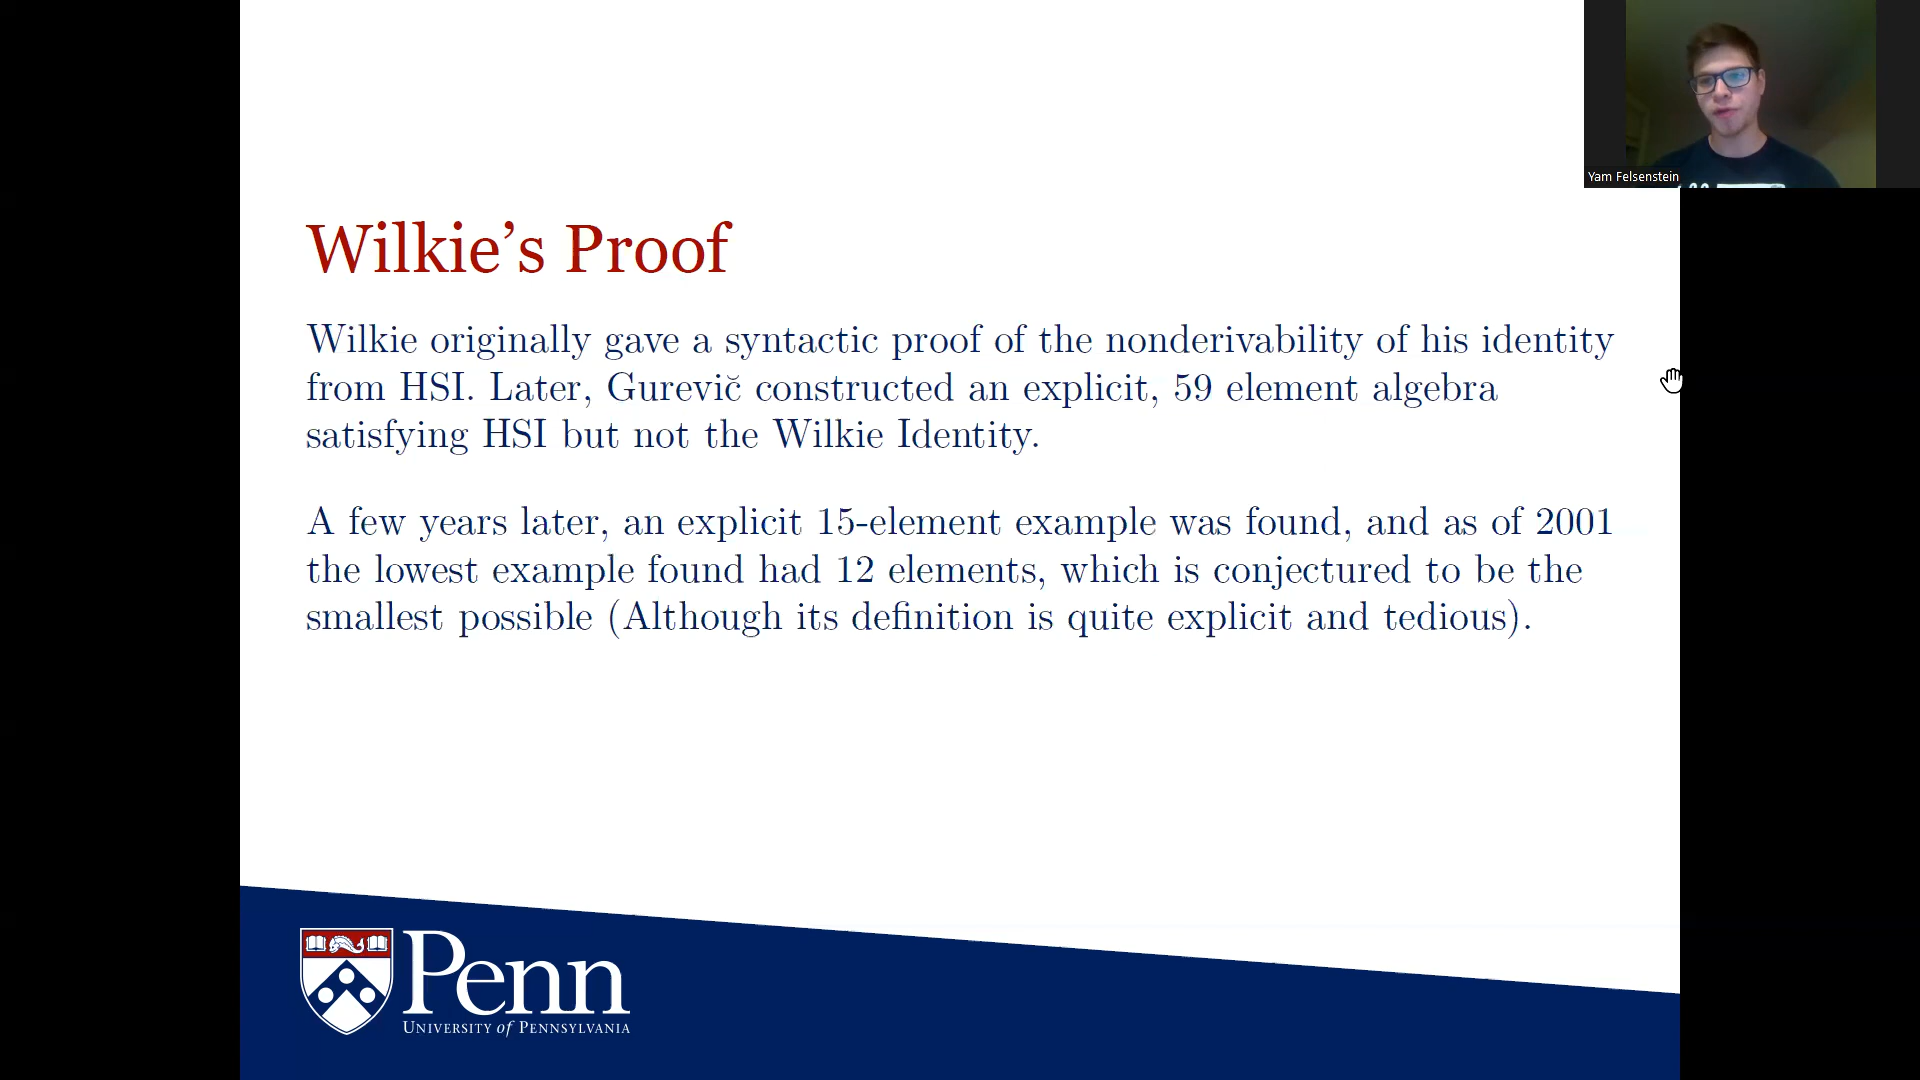 Yam Felsenstein
Wilkie's Proof
Wilkie originally gave a syntactic proof of the nonderivability of his identity
from HSI. Later, Gurevič̆ constructed an explicit, 59 element algebra
satisfying HSI but not the Wilkie Identity.
A few years later, an explicit 15-element example was found, and as of 2001
the lowest example found had 12 elements, which is conjectured to be the
smallest possible (Although its definition is quite explicit and tedious).
Penn
UNIVERSITY of PENNSYLVANIA